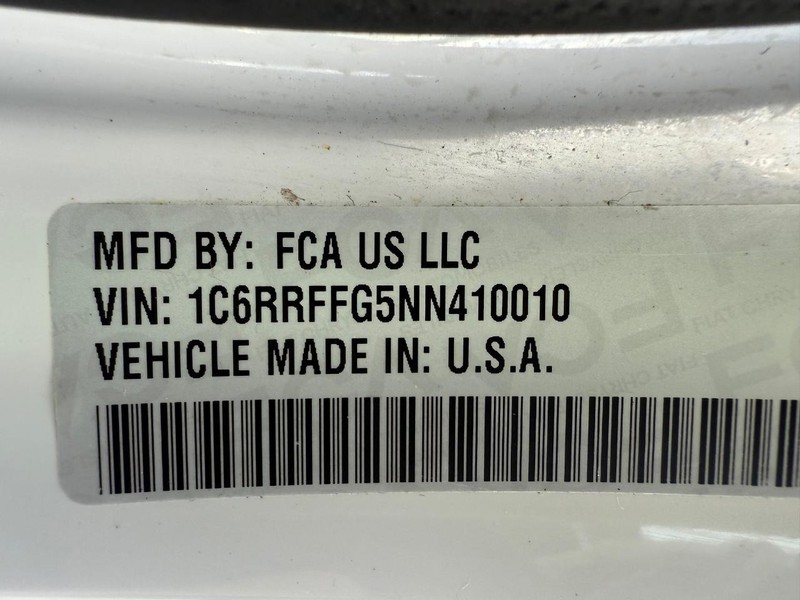 MFD BY: FCA US LLC
VIN: 1C6RRFFG5NN410010
VEHICLE MADE IN: U.S.A.